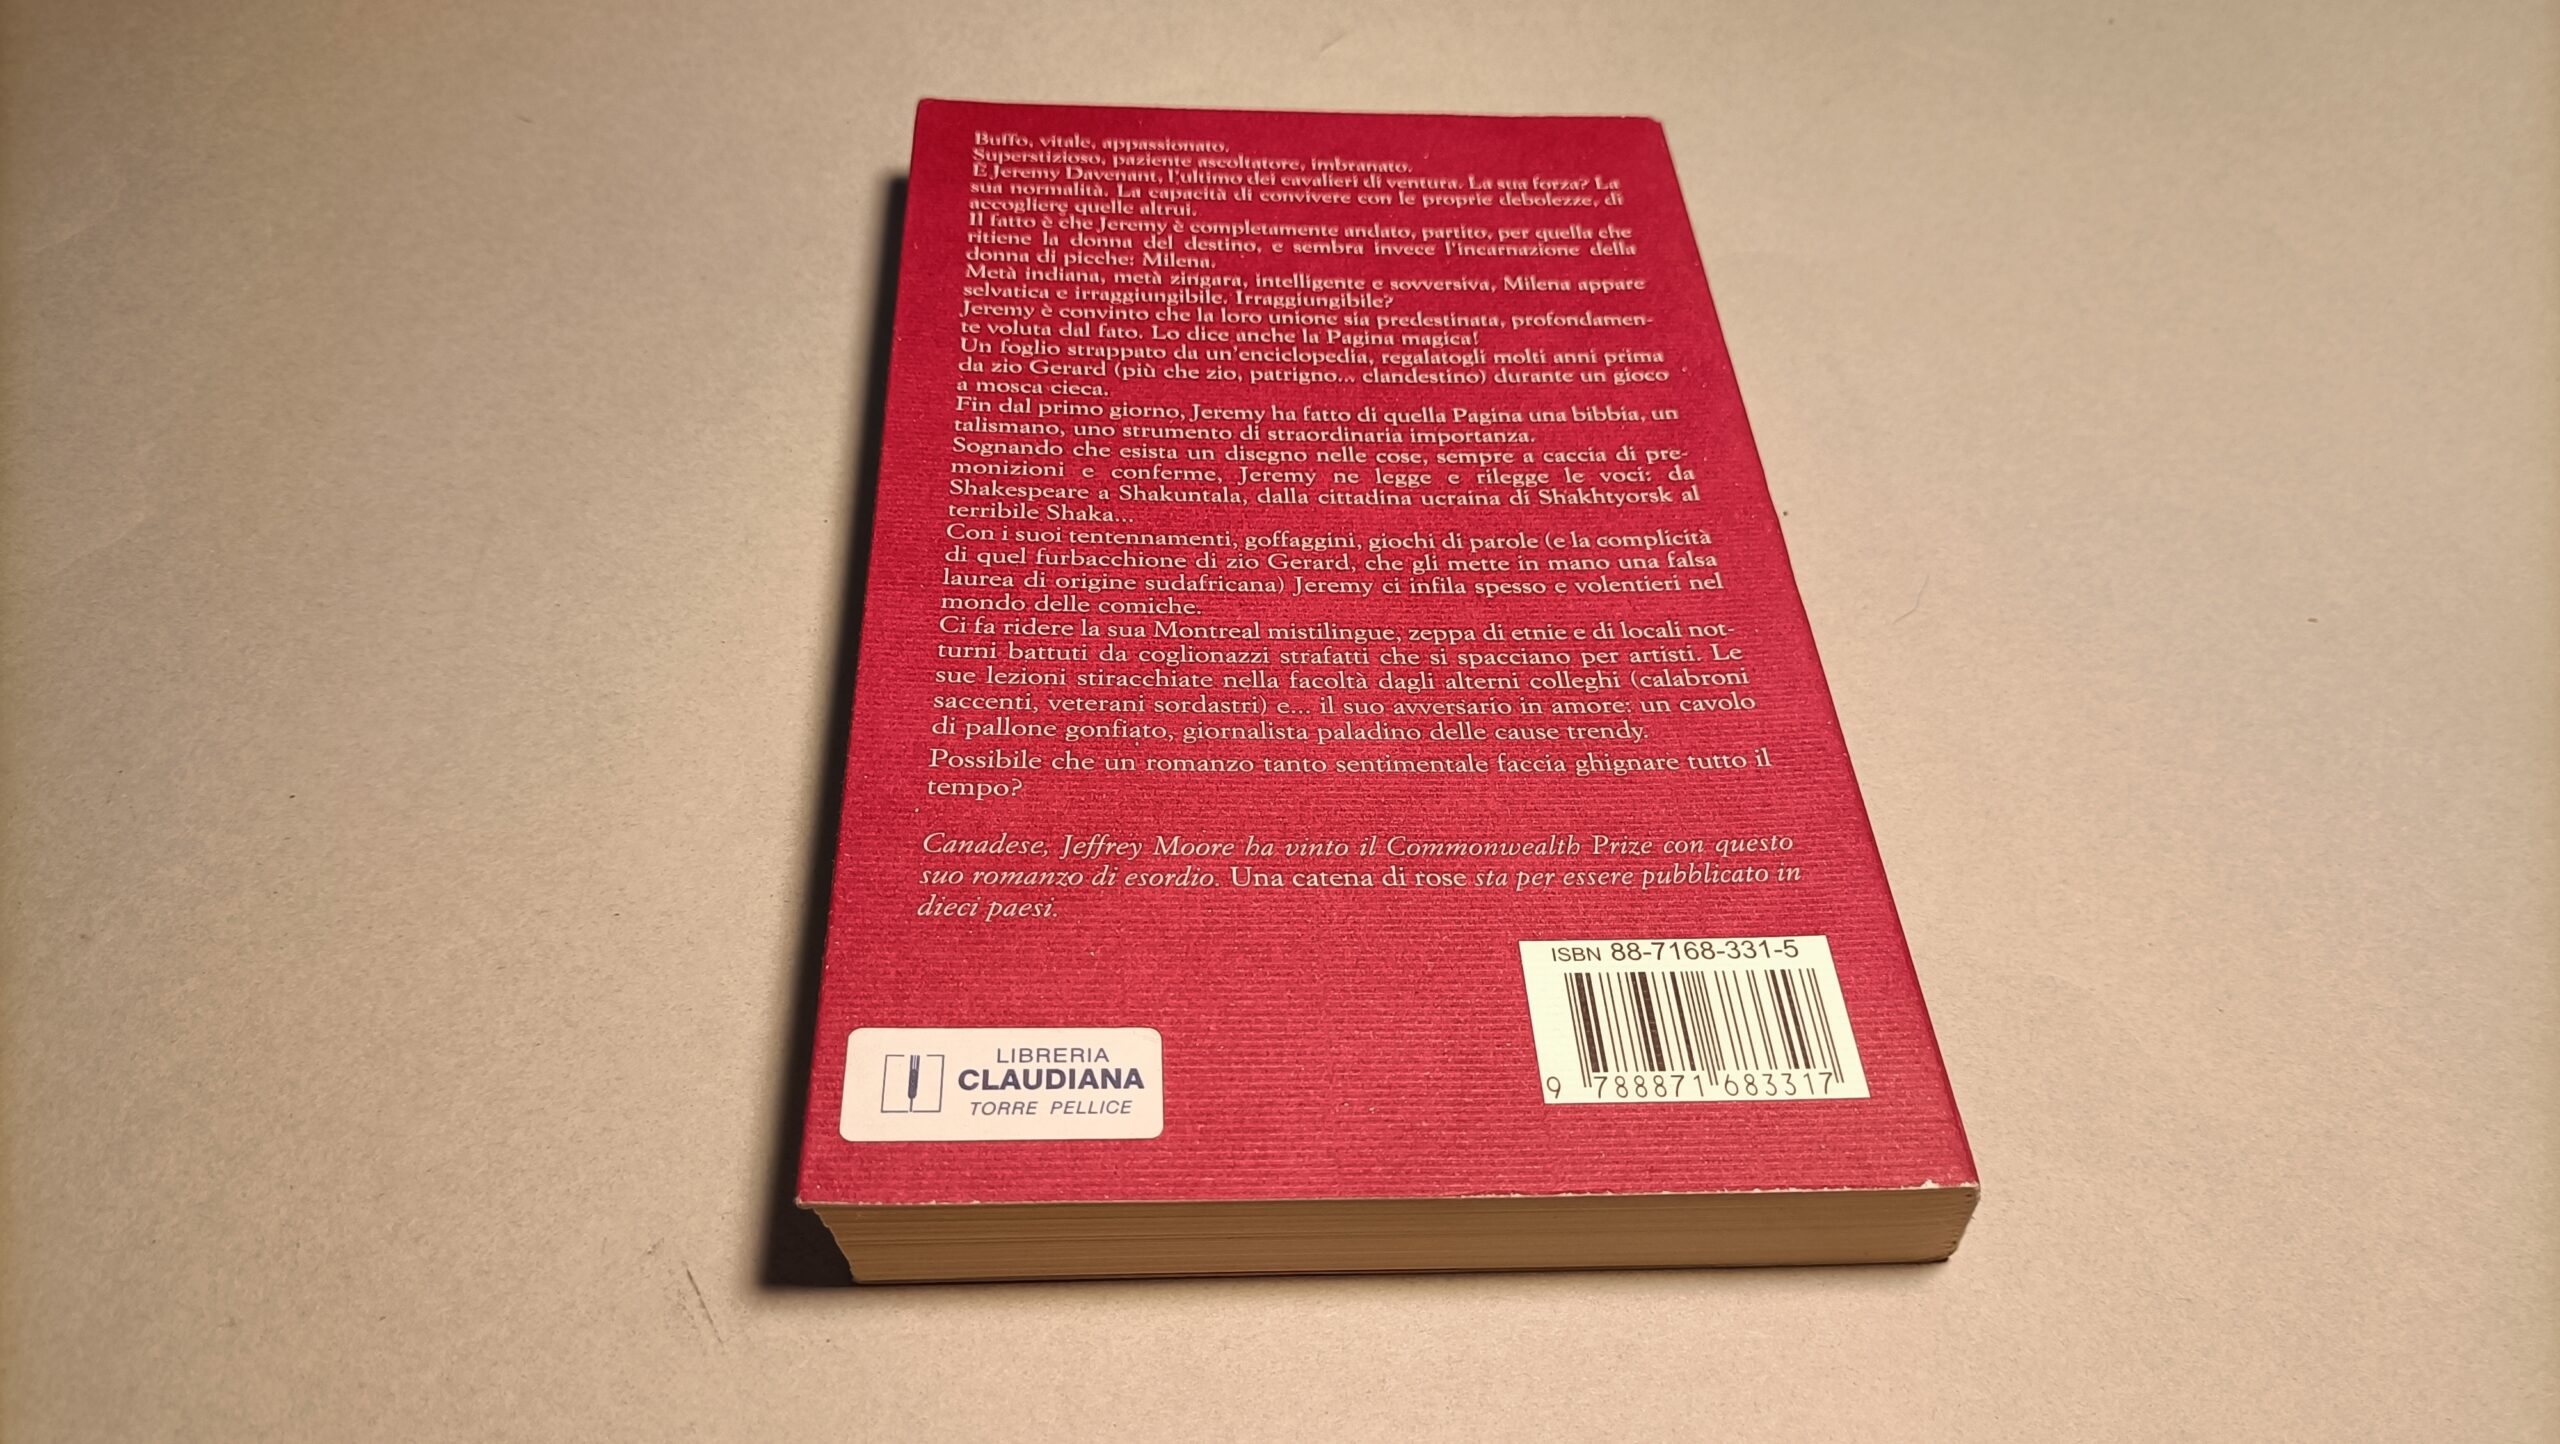 Buffo, vitale, appassionato.
Superstizioso, paziente ascoltatore, imbranato.
È Jeremy Davenant, l'ultimo dei cavalieri di ventura. La sua forza? La
sua normalità. La capacità di convivere con le proprie debolezze, di
accogliere quelle altrui.
Il fatto è che Jeremy è completamente andato, partito, per quella che
ritiene la donna del destino, e sembra invece l'incarnazione della
donna di picche: Milena.
Metà indiana, metà zingara, intelligente e sovversiva, Milena appare
selvatica e irraggiungibile. Irraggiungibile?
Jeremy è convinto che la loro unione sia predestinata, profondamen-
te voluta dal fato. Lo dice anche la Pagina magica!
Un foglio strappato da un'enciclopedia, regalatogli molti anni prima
da zio Gerard (più che zio, patrigno... clandestino) durante un gioco
a mosca cieca.
Fin dal primo giorno, Jeremy ha fatto di quella Pagina una bibbia, un
talismano, uno strumento di straordinaria importanza.
Sognando che esista un disegno nelle cose, sempre a caccia di pre-
monizioni e conferme, Jeremy ne legge e rilegge le voci: da
Shakespeare a Shakuntala, dalla cittadina ucraina di Shakhtyorsk al
terribile Shaka...
Con i suoi tentennamenti, goffaggini, giochi di parole (e la complicità
di quel furbacchione di zio Gerard, che gli mette in mano una falsa
laurea di origine sudafricana) Jeremy ci infila spesso e volentieri nel
mondo delle comiche.
Ci fa ridere la sua Montreal mistilingue, zeppa di etnie e di locali not-
turni battuti da coglionazzi strafatti che si spacciano per artisti. Le
sue lezioni stiracchiate nella facoltà dagli alterni colleghi (calabroni
saccenti, veterani sordastri) e... il suo avversario in amore: un cavolo
di pallone gonfiato, giornalista paladino delle cause trendy.
Possibile che un romanzo tanto sentimentale faccia ghignare tutto il
tempo?
Canadese, Jeffrey Moore ha vinto il Commonwealth Prize con questo
suo romanzo di esordio. Una catena di rose sta per essere pubblicato in
dieci paesi.
ISBN 88-7168-331-5
9 788871 683317
LIBRERIA
CLAUDIANA
TORRE PELLICE